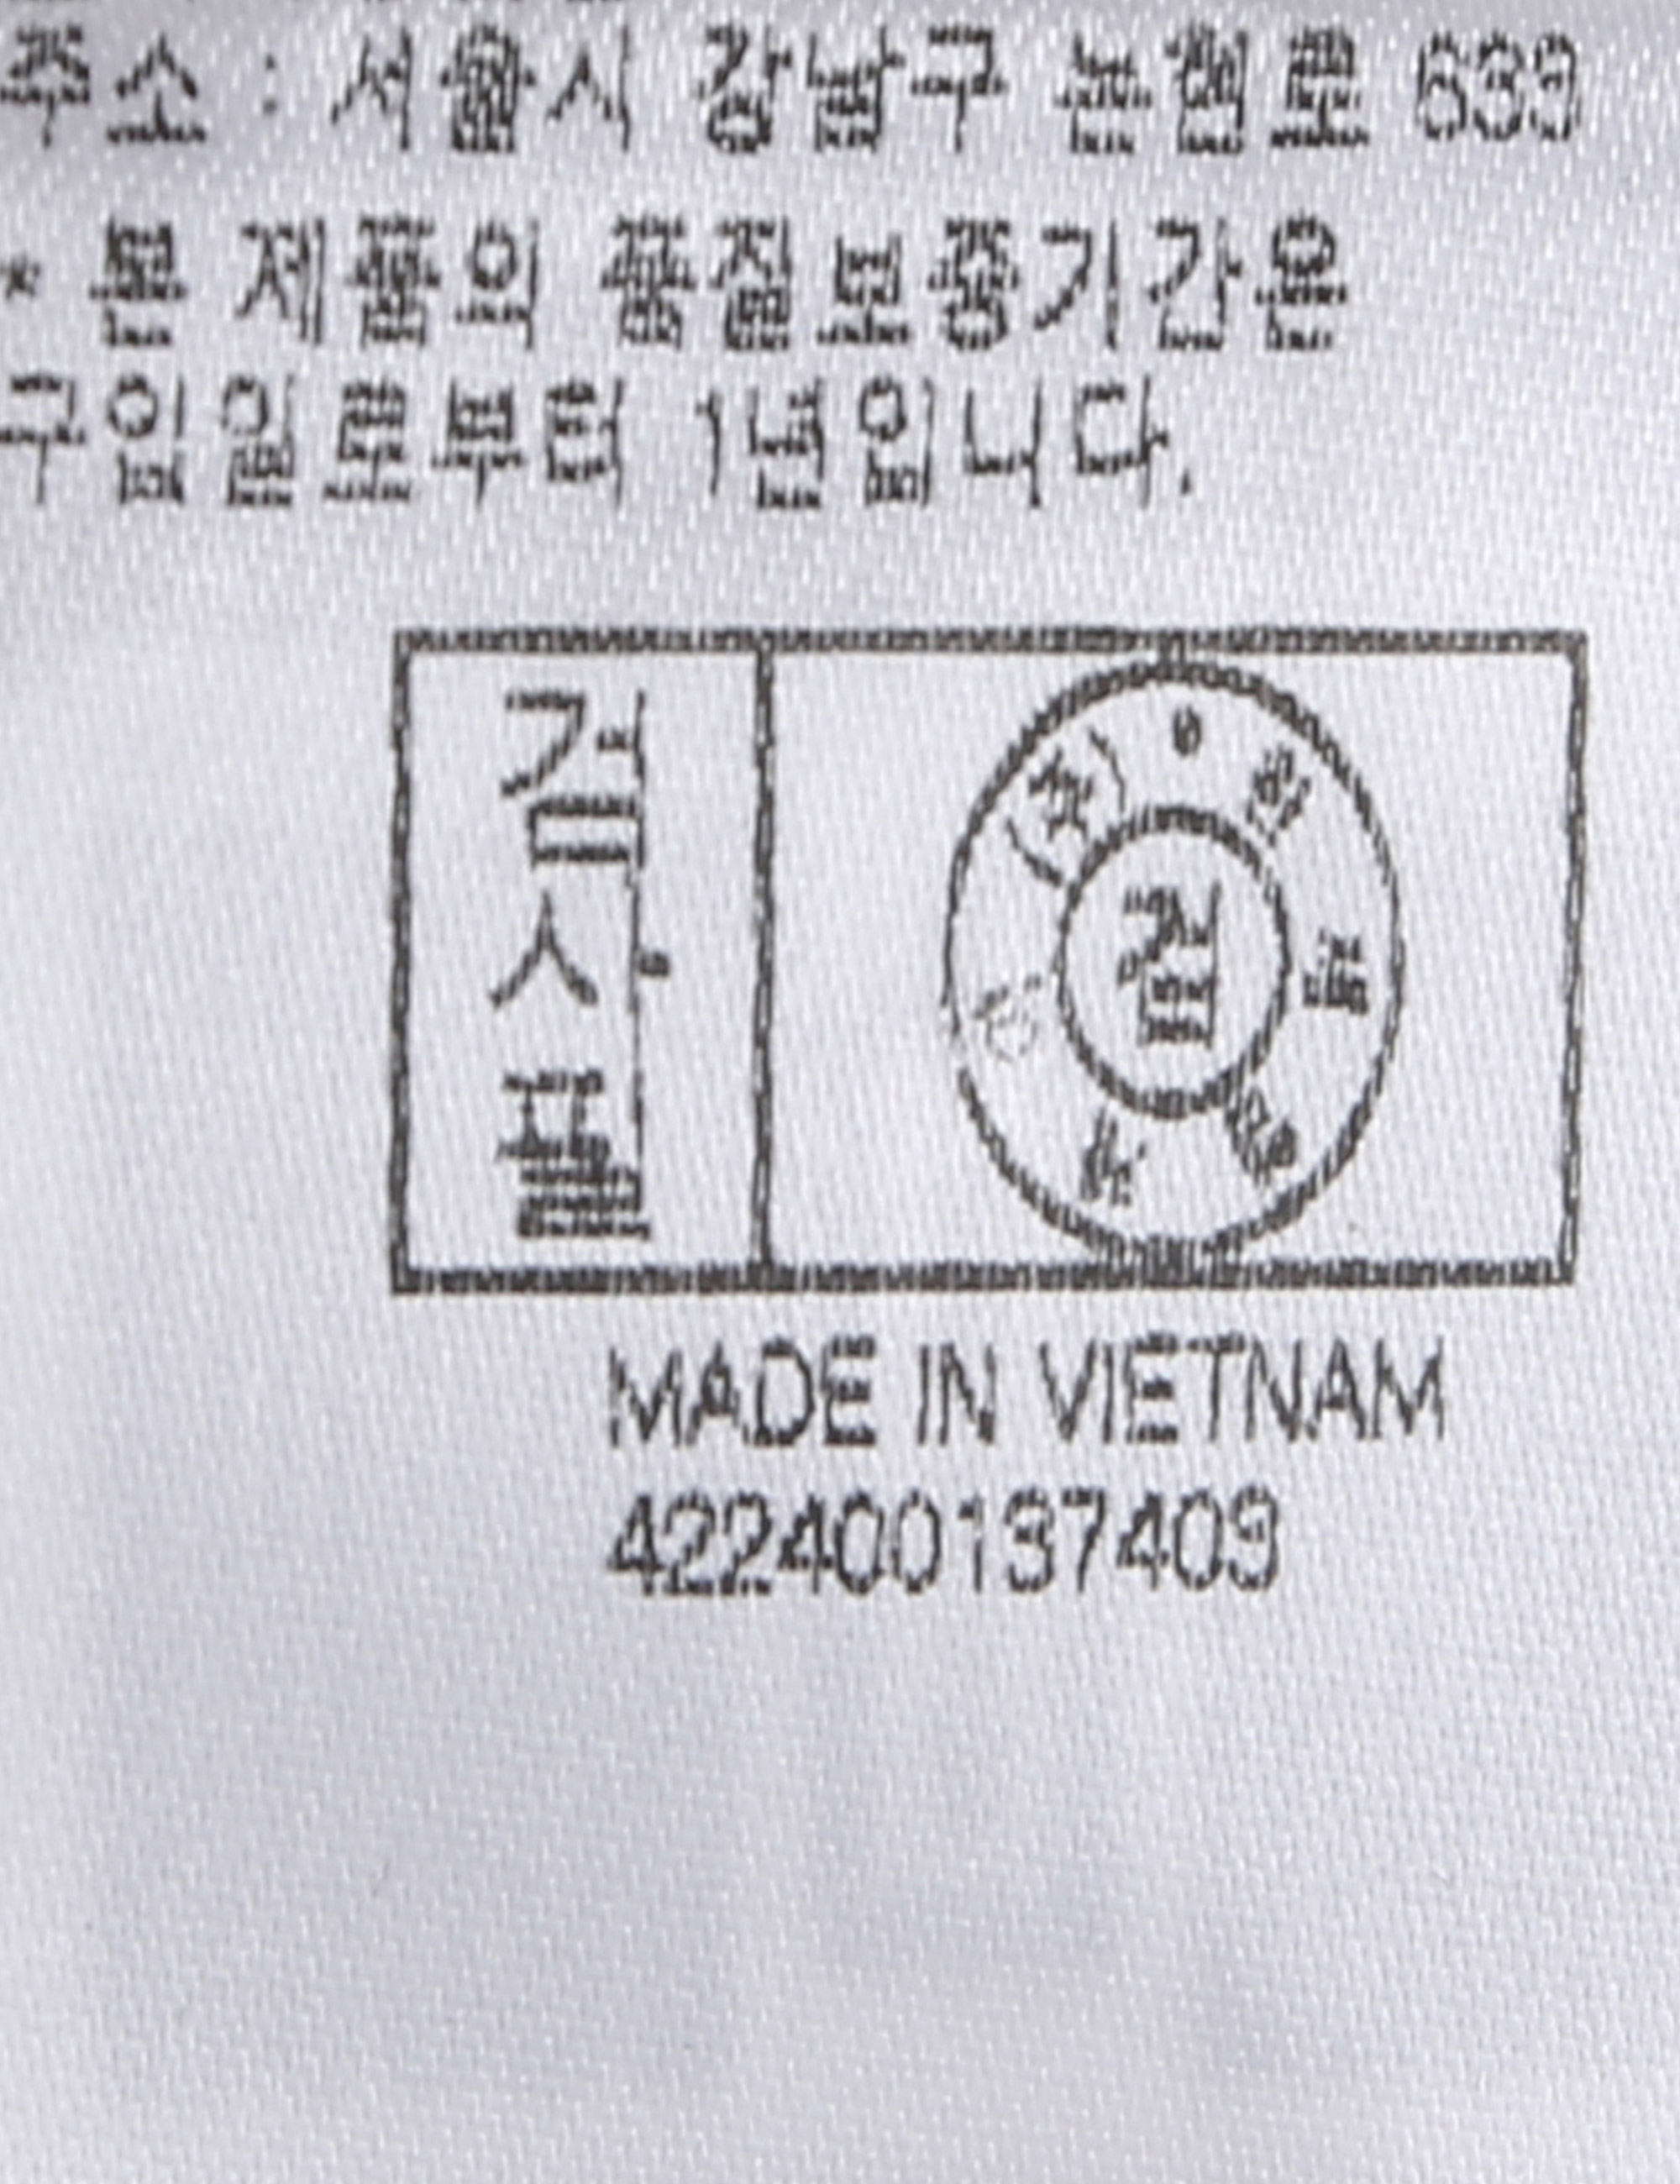 주소 : 서울시 강남구 논현로 633
* 본 제품의 품질보증기간은
구입일로부터 1년입니다.
검사필
검
MADE IN VIETNAM
422400137409